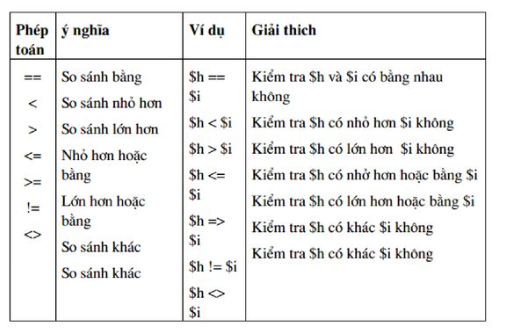 Phép toán
ý nghĩa
Ví dụ
Giải thich
==
<
>
<=
>=
!=
<>
So sánh bằng
So sánh nhỏ hơn
So sánh lớn hơn
Nhỏ hơn hoặc
bằng
Lớn hơn hoặc
bằng
So sánh khác
So sánh khác
$h ==
$i
$h < $i
$h > $i
$h <=
$i
$h =>
$i
$h != $i
$h <>
$i
Kiểm tra $h và $i có bằng nhau
không
Kiểm tra $h có nhỏ hơn $i không
Kiểm tra $h có lớn hơn $i không
Kiểm tra $h có nhở hơn hoặc bằng $i
Kiểm tra $h có lớn hơn hoặc bằng $i
Kiểm tra $h có khác $i không
Kiểm tra $h có khác $i không